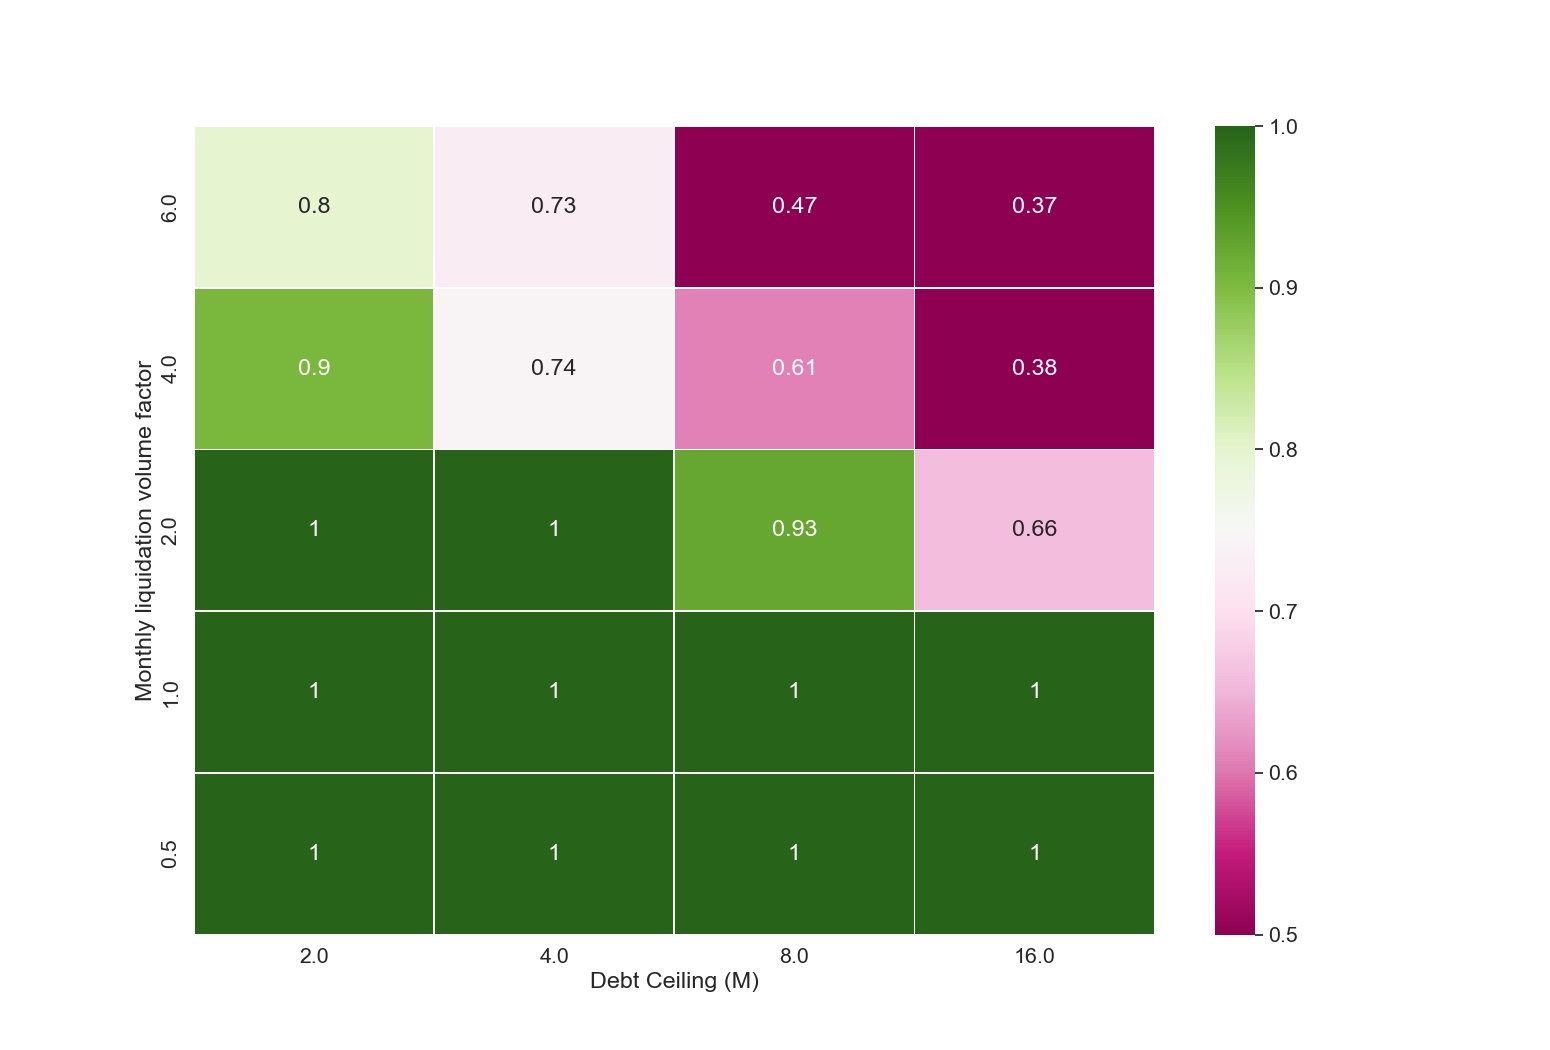 Monthly liquidation volume factor
6.0 0.8 0.73 0.47 0.37
4.0 0.9 0.74 0.61 0.38
2.0 1 1 0.93 0.66
1.0 1 1 1 1
0.5 1 1 1 1
2.0 4.0 8.0 16.0
Debt Ceiling (M)
1.0
0.9
0.8
0.7
0.6
0.5